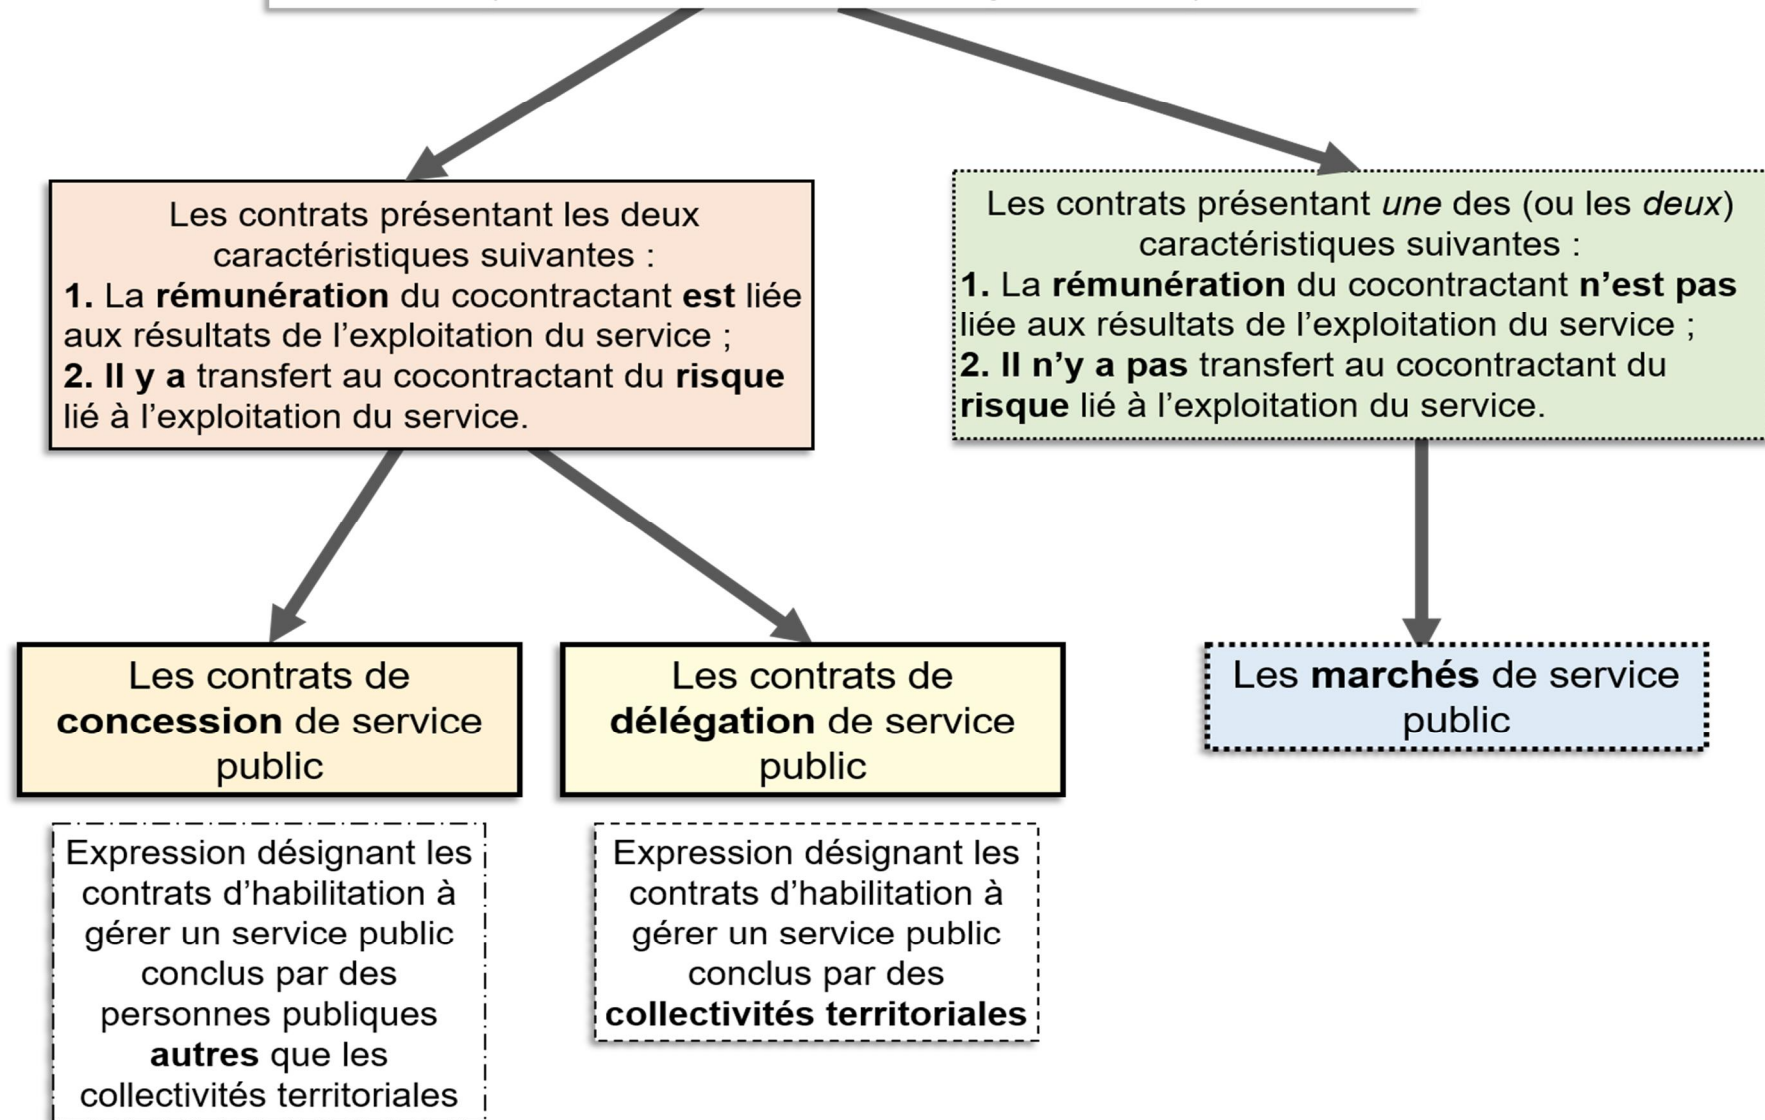 Les contrats présentant les deux
caractéristiques suivantes :
1. La rémunération du cocontractant est liée
aux résultats de l’exploitation du service ;
2. Il y a transfert au cocontractant du risque
lié à l’exploitation du service.
Les contrats présentant une des (ou les deux)
caractéristiques suivantes :
1. La rémunération du cocontractant n’est pas
liée aux résultats de l’exploitation du service ;
2. Il n’y a pas transfert au cocontractant du
risque lié à l’exploitation du service.
Les contrats de
concession de service
public
Les contrats de
délégation de service
public
Les marchés de service
public
Expression désignant les
contrats d’habilitation à
gérer un service public
conclus par des
personnes publiques
autres que les
collectivités territoriales
Expression désignant les
contrats d’habilitation à
gérer un service public
conclus par des
collectivités territoriales